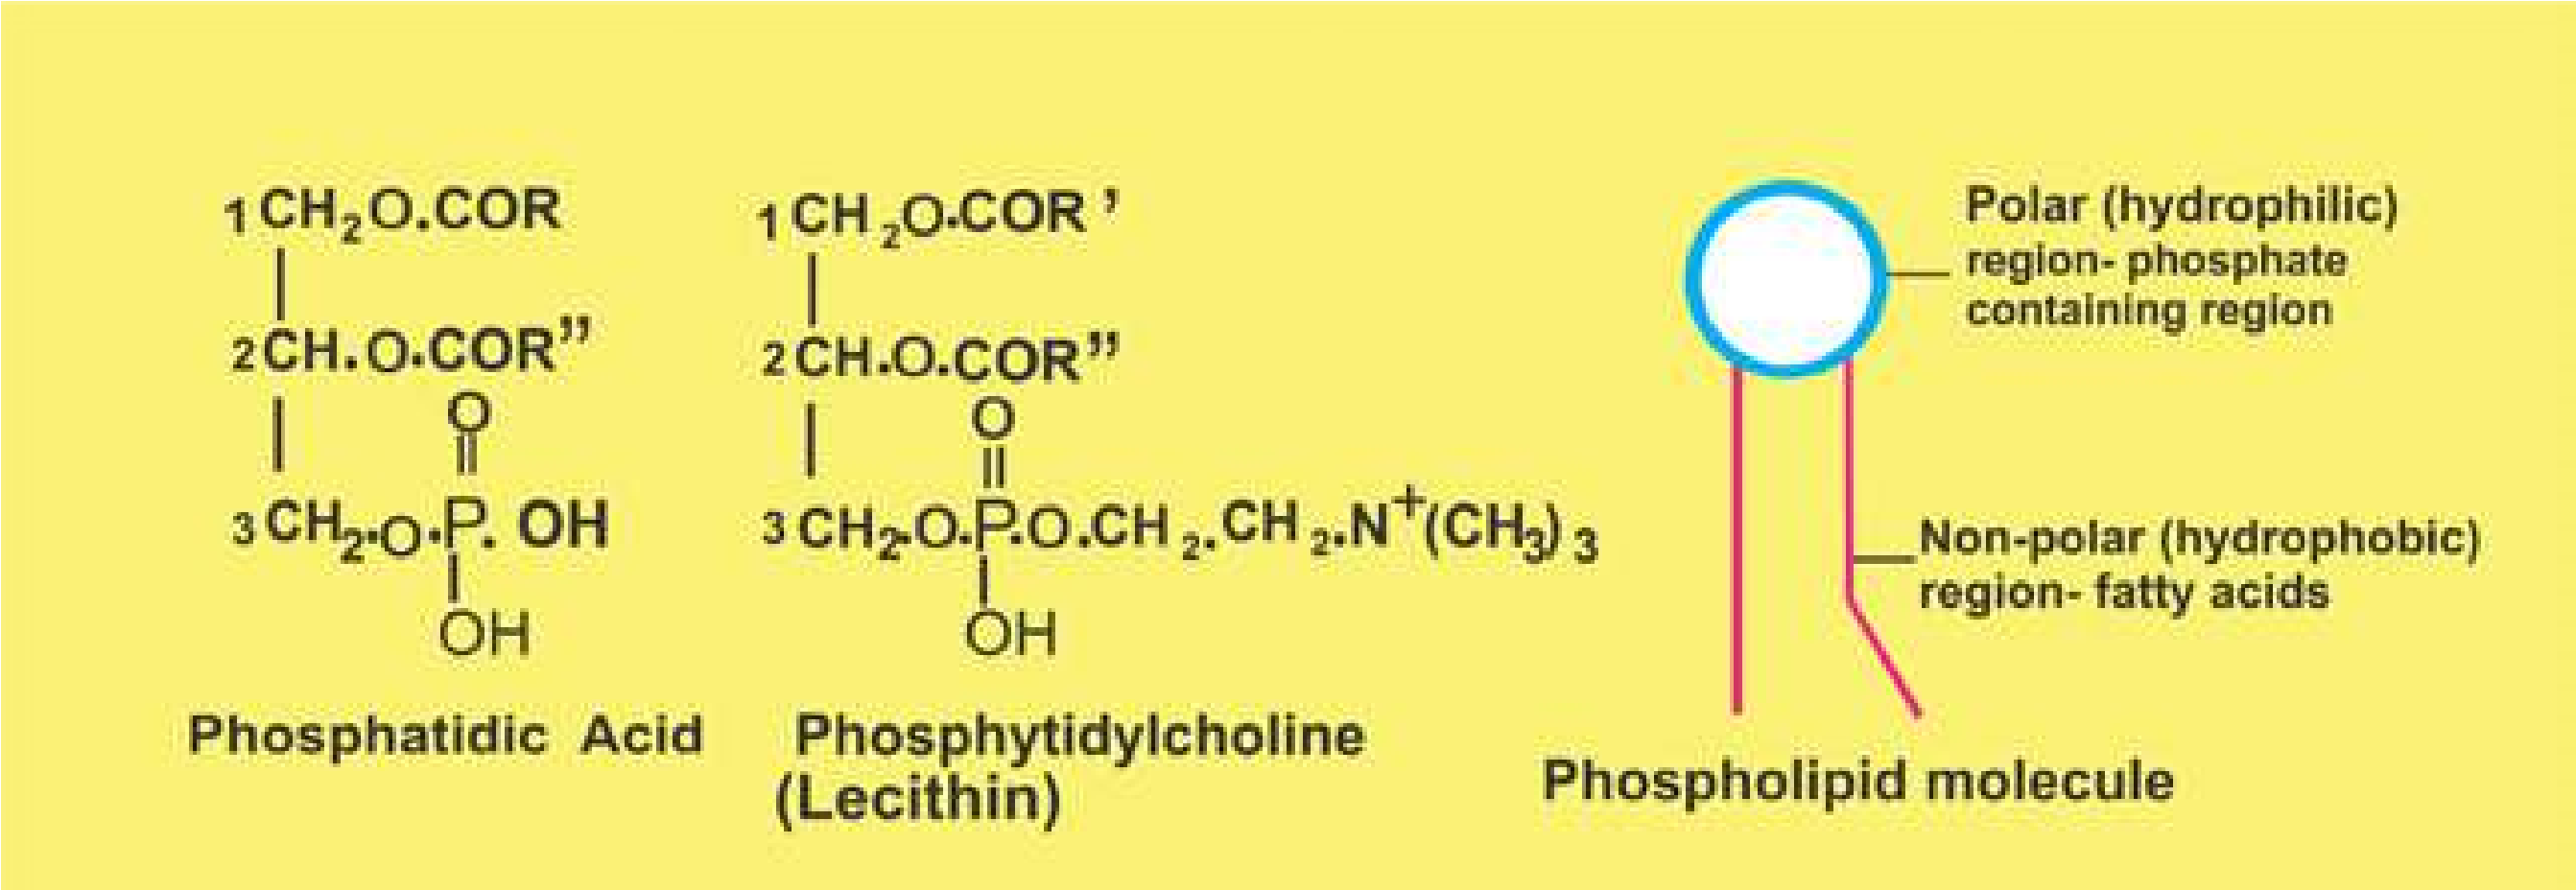 1 CH2O.COR
2 CH.O.COR”
O
3 CH2.O.P. OH
OH
Phosphatidic Acid
1 CH2O.COR ’
2 CH.O.COR”
O
3 CH2.O.P.O.CH2.CH2.N+(CH3)3
OH
Phosphytidylcholine
(Lecithin)
Polar (hydrophilic)
region- phosphate
containing region
Non-polar (hydrophobic)
region- fatty acids
Phospholipid molecule